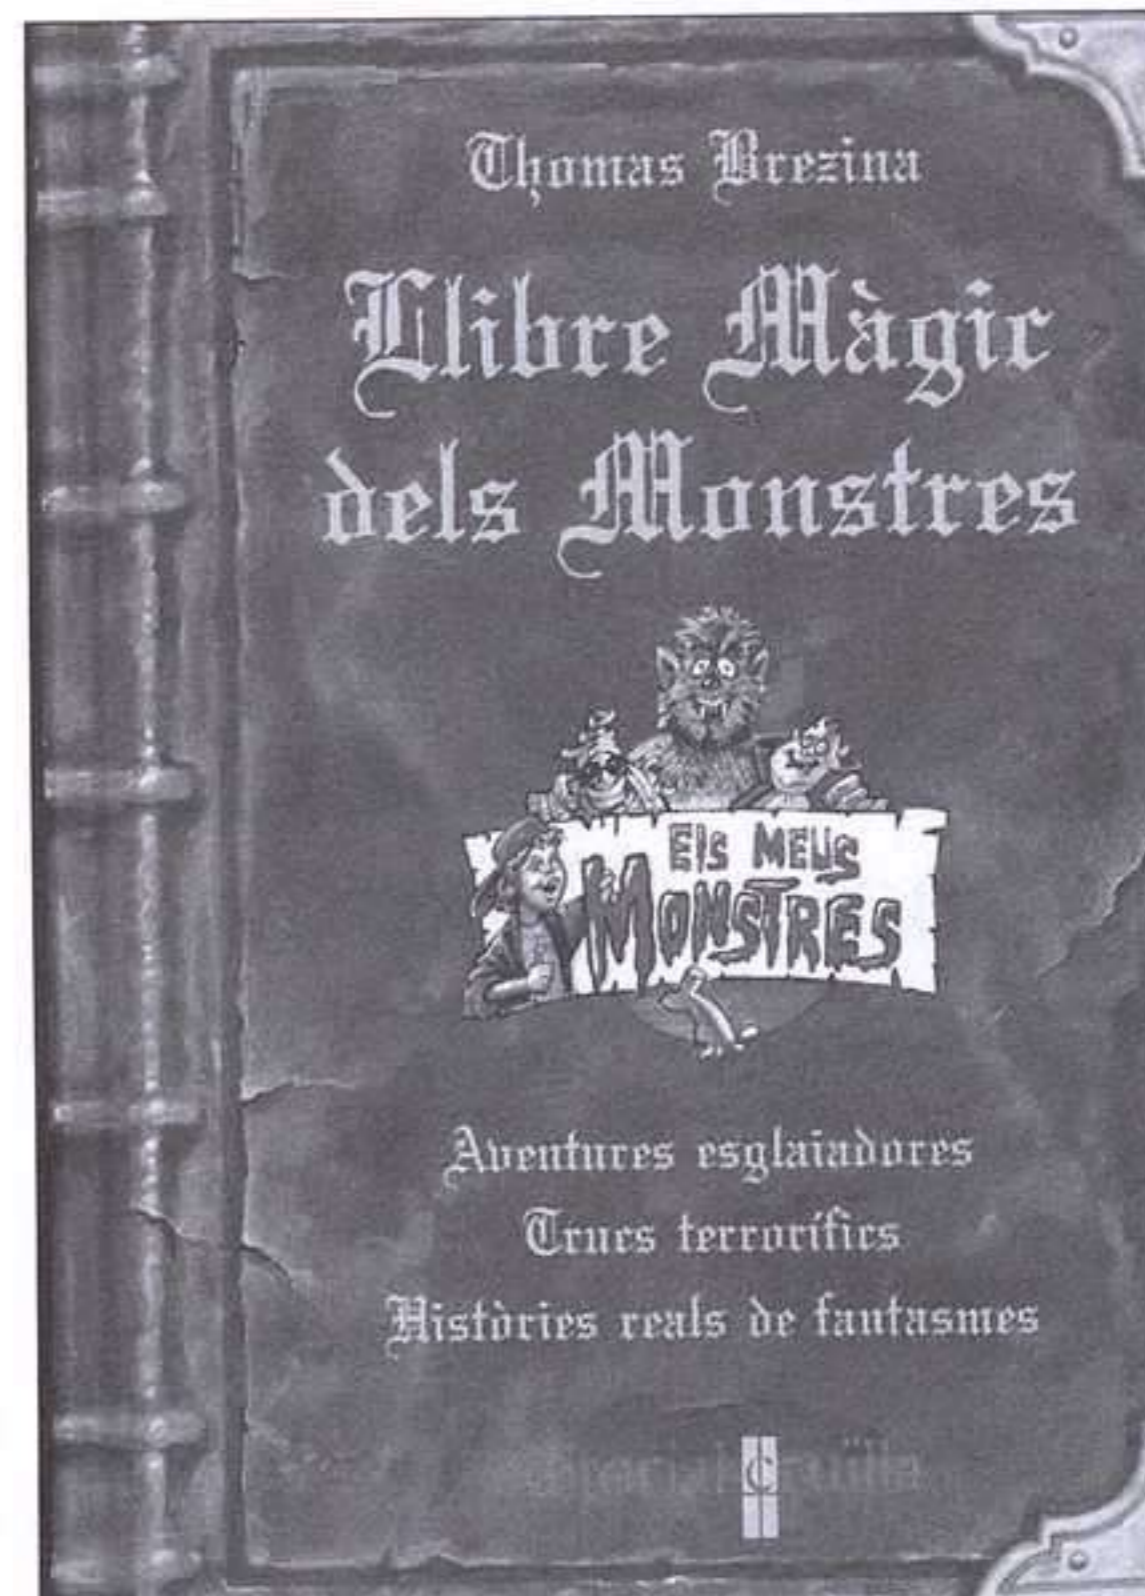 Thomas Brezina
Llibre Màgic
dels Monstres
Els MEUS
MONSTRES
Aventures esglaiadores
Trucs terrorífics
Històries reals de fantasmes